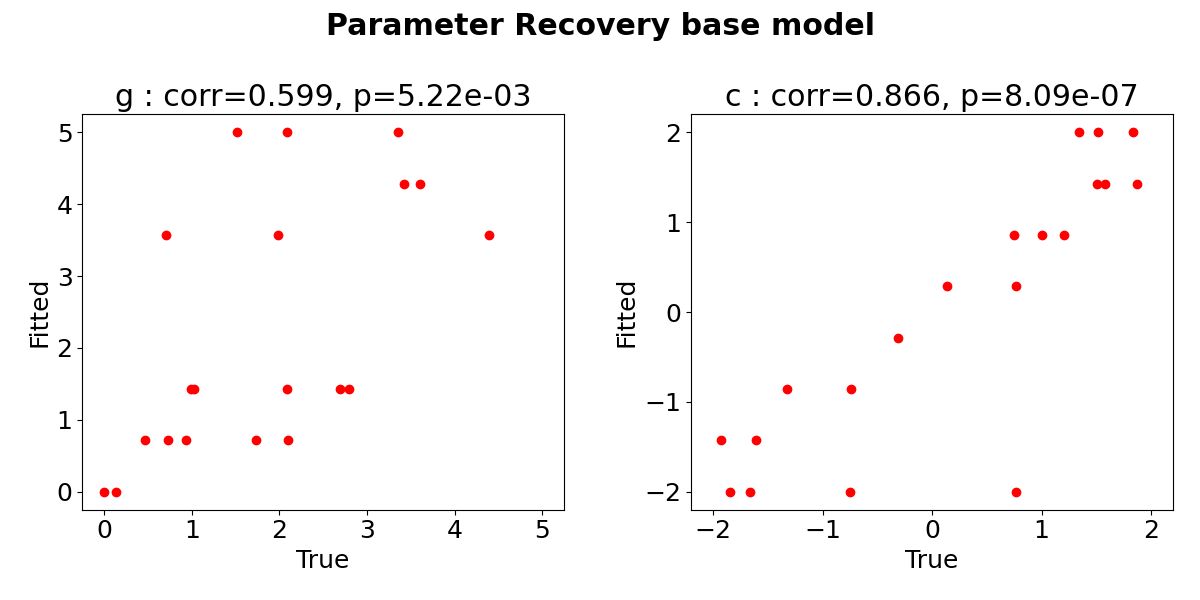 Parameter Recovery base model
g : corr=0.599, p=5.22e-03
5
4
3
2
1
0
Fitted
0 1 2 3 4 5
True
c : corr=0.866, p=8.09e-07
2
1
0
−1
−2
Fitted
−2 −1 0 1 2
True